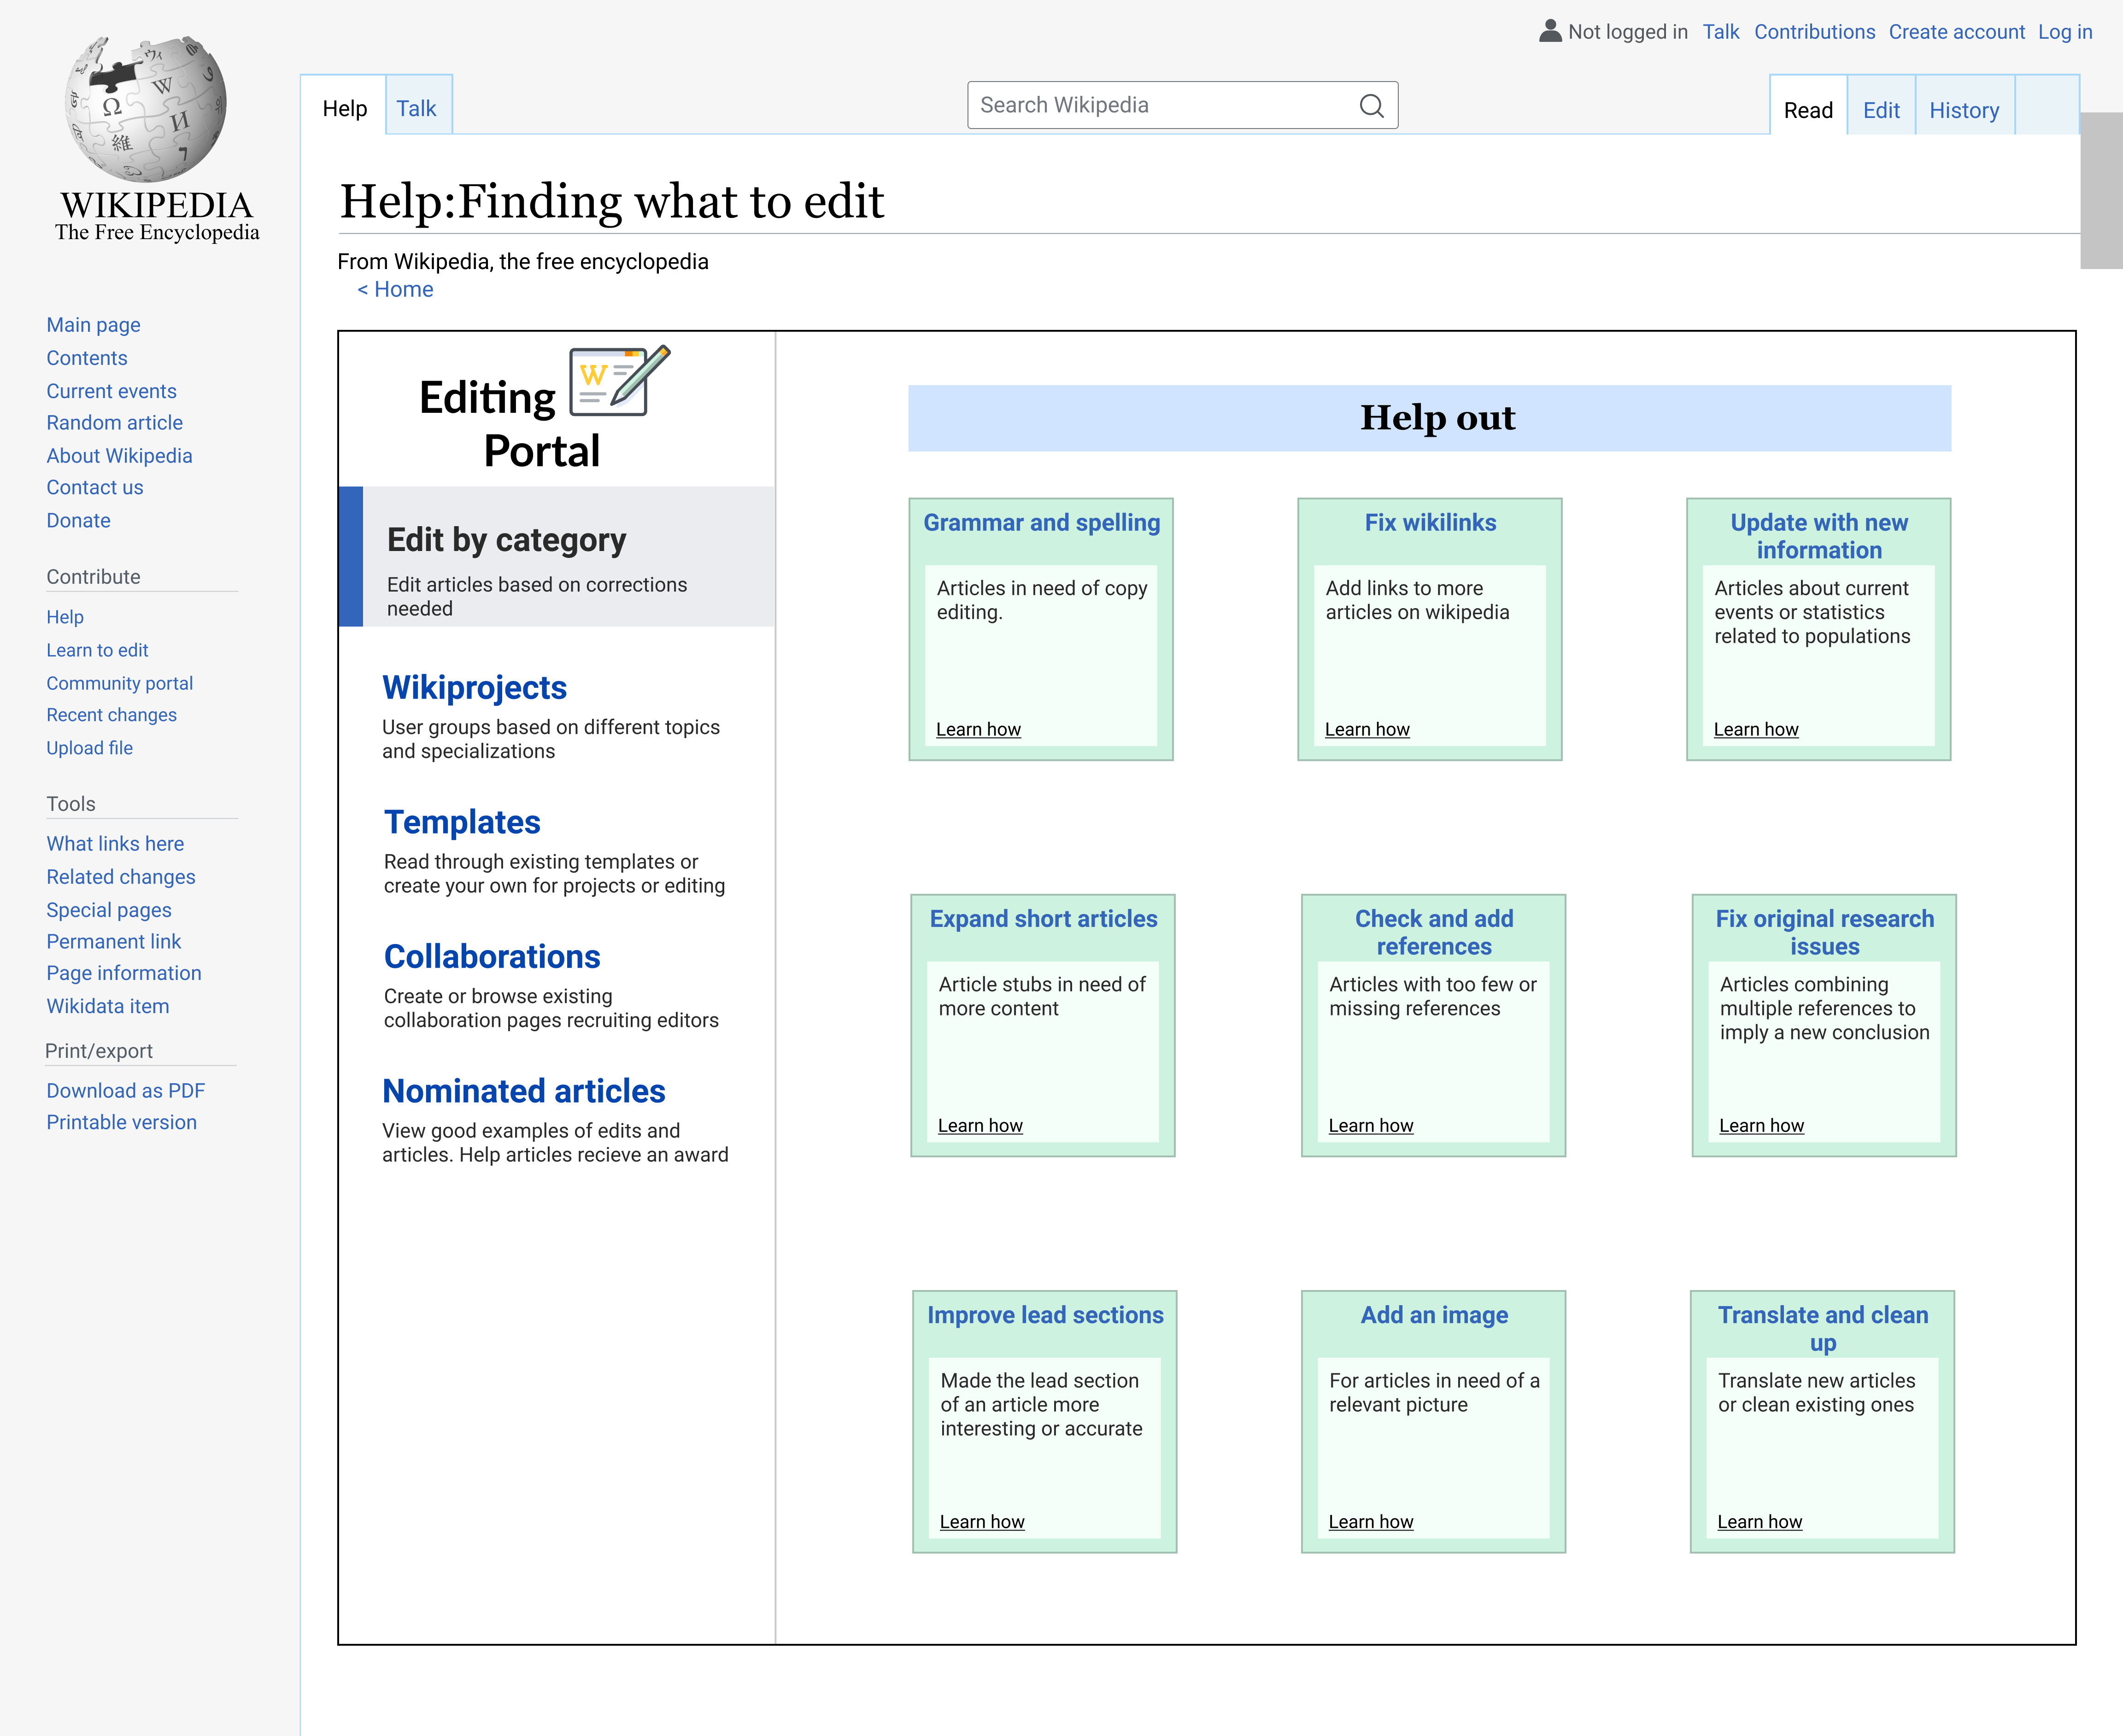 Not logged in Talk Contributions Create account Log in
Help Talk
Search Wikipedia
Read Edit History
WIKIPEDIA
The Free Encyclopedia
Main page
Contents
Current events
Random article
About Wikipedia
Contact us
Donate
Contribute
Help
Learn to edit
Community portal
Recent changes
Upload file
Tools
What links here
Related changes
Special pages
Permanent link
Page information
Wikidata item
Print/export
Download as PDF
Printable version
Help:Finding what to edit
From Wikipedia, the free encyclopedia
< Home
Editing
Portal
Edit by category
Edit articles based on corrections
needed
Wikiprojects
User groups based on different topics
and specializations
Templates
Read through existing templates or
create your own for projects or editing
Collaborations
Create or browse existing
collaboration pages recruiting editors
Nominated articles
View good examples of edits and
articles. Help articles recieve an award
Help out
Grammar and spelling
Articles in need of copy
editing.
Learn how
Fix wikilinks
Add links to more
articles on wikipedia
Learn how
Update with new
information
Articles about current
events or statistics
related to populations
Learn how
Expand short articles
Article stubs in need of
more content
Learn how
Check and add
references
Articles with too few or
missing references
Learn how
Fix original research
issues
Articles combining
multiple references to
imply a new conclusion
Learn how
Improve lead sections
Made the lead section
of an article more
interesting or accurate
Learn how
Add an image
For articles in need of a
relevant picture
Learn how
Translate and clean
up
Translate new articles
or clean existing ones
Learn how